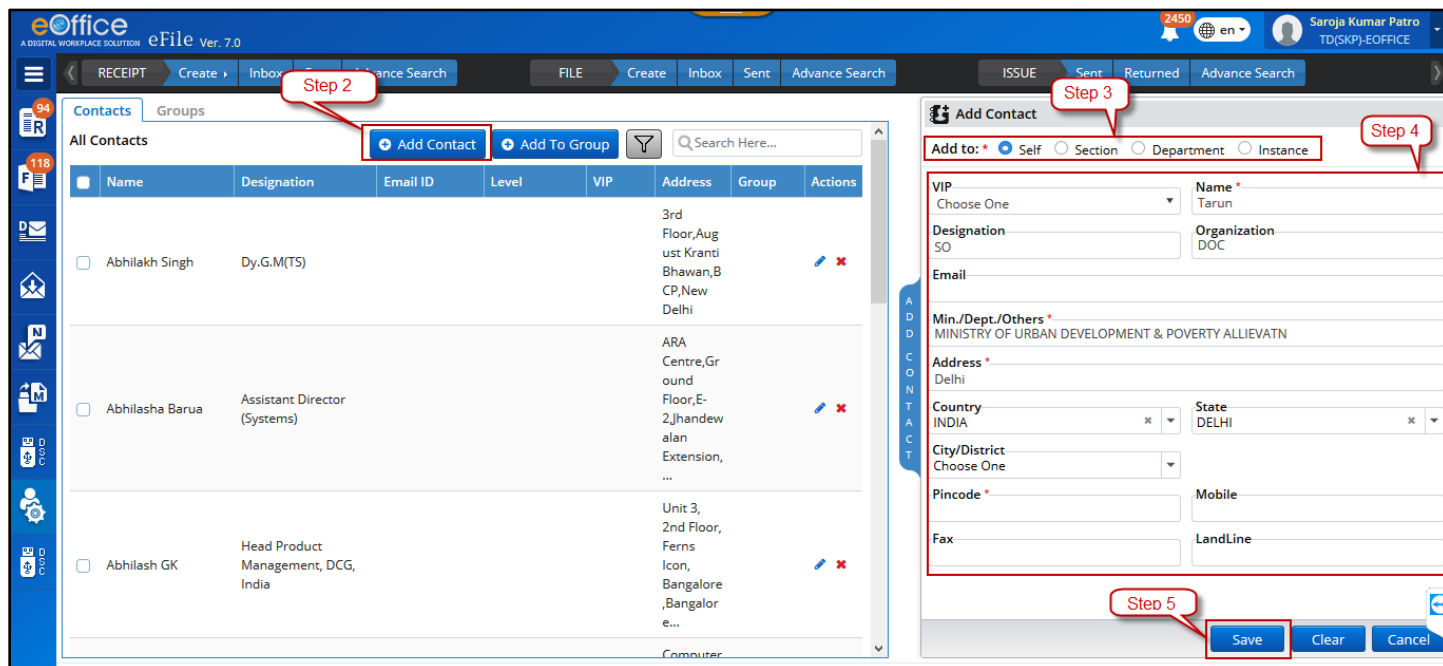 eOffice
A DIGITAL WORKPLACE SOLUTION eFile Ver. 7.0
2450
en
Saroja Kumar Patro
TD(SKP)-EOFFICE
RECEIPT Create Inbox Advance Search FILE Create Inbox Sent Advance Search ISSUE Sent Returned Advance Search
Step 2
Step 3
Step 4
94
R
118
F
D
N
M
DSC
DSC
Contacts Groups
All Contacts
Add Contact Add To Group Search Here...
Name Designation Email ID Level VIP Address Group Actions
Abhilakh Singh Dy.G.M(TS)
3rd
Floor,Aug
ust Kranti
Bhawan,B
CP,New
Delhi
Abhilasha Barua
Assistant Director
(Systems)
ARA
Centre,Gr
ound
Floor,E-
2,Jhandew
alan
Extension,
...
Abhilash GK
Head Product
Management, DCG,
India
Unit 3,
2nd Floor,
Ferns
Icon,
Bangalore
,Bangalor
e...
Computer
ADD CONTACT
Add Contact
Add to: * Self Section Department Instance
VIP
Choose One
Name *
Tarun
Designation
SO
Organization
DOC
Email
Min./Dept./Others *
MINISTRY OF URBAN DEVELOPMENT & POVERTY ALLIEVATN
Address *
Delhi
Country
INDIA
State
DELHI
City/District
Choose One
Pincode *
Mobile
Fax
LandLine
Step 5
Save Clear Cancel